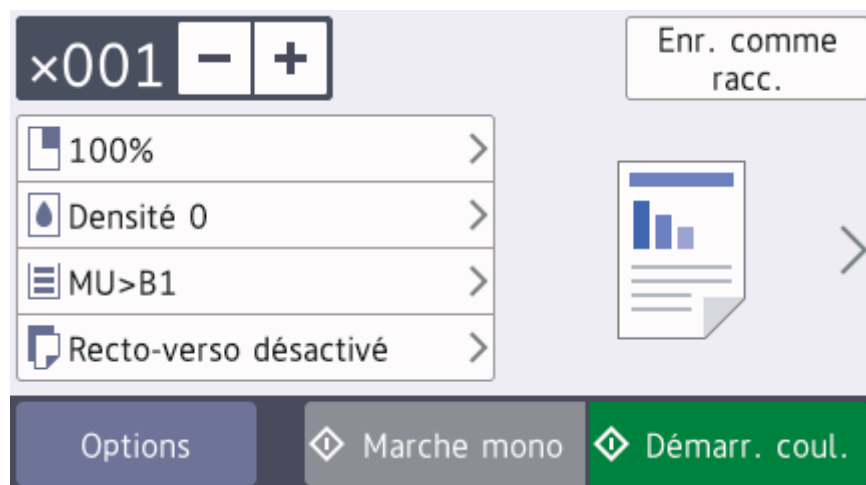 ×001 − +
Enr. comme
racc.
100%
Densité 0
MU>B1
Recto-verso désactivé
Options
Marche mono
Démarr. coul.